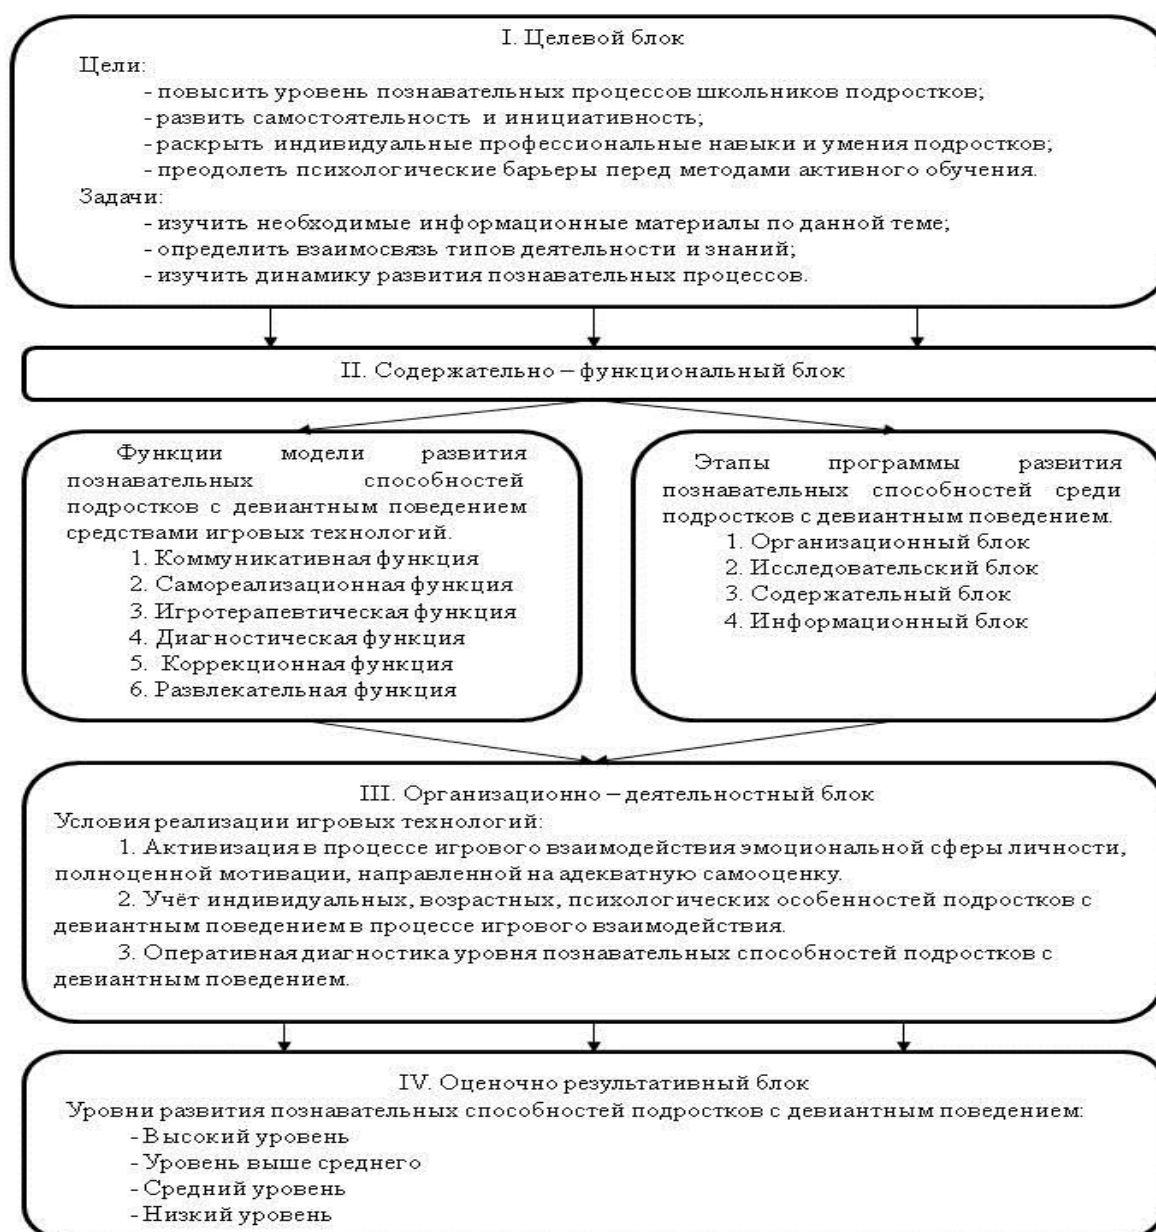 I. Целевой блок
Цели:
- повысить уровень познавательных процессов школьников подростков;
- развить самостоятельность и инициативность;
- раскрыть индивидуальные профессиональные навыки и умения подростков;
- преодолеть психологические барьеры перед методами активного обучения.
Задачи:
- изучить необходимые информационные материалы по данной теме;
- определить взаимосвязь типов деятельности и знаний;
- изучить динамику развития познавательных процессов.
II. Содержательно – функциональный блок
Функции модели развития
познавательных способностей
подростков с девиантным поведением
средствами игровых технологий.
1. Коммуникативная функция
2. Самореализационная функция
3. Игротерапевтическая функция
4. Диагностическая функция
5. Коррекционная функция
6. Развлекательная функция
Этапы программы развития
познавательных способностей среди
подростков с девиантным поведением.
1. Организационный блок
2. Исследовательский блок
3. Содержательный блок
4. Информационный блок
III. Организационно – деятельностный блок
Условия реализации игровых технологий:
1. Активизация в процессе игрового взаимодействия эмоциональной сферы личности,
полноценной мотивации, направленной на адекватную самооценку.
2. Учёт индивидуальных, возрастных, психологических особенностей подростков с
девиантным поведением в процессе игрового взаимодействия.
3. Оперативная диагностика уровня познавательных способностей подростков с
девиантным поведением.
IV. Оценочно результативный блок
Уровни развития познавательных способностей подростков с девиантным поведением:
- Высокий уровень
- Уровень выше среднего
- Средний уровень
- Низкий уровень